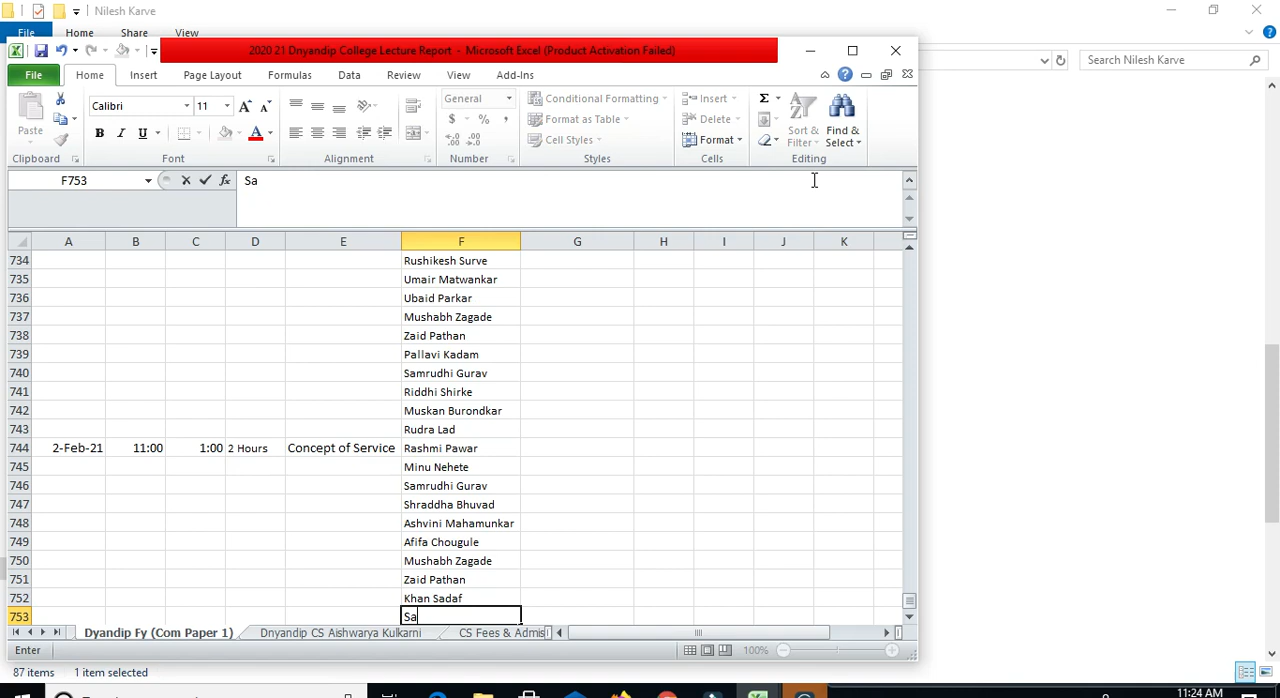 Nilesh Karve
File Home Share View
2020 21 Dnyandip College Lecture Report - Microsoft Excel (Product Activation Failed)
Search Nilesh Karve
File Home Insert Page Layout Formulas Data Review View Add-Ins
Paste
Calibri 11
General
Conditional Formatting
Format as Table
Cell Styles
Insert
Delete
Format
Sort & Filter
Find & Select
Clipboard Font Alignment Number Styles Cells Editing
F753 Sa
A B C D E F G H I J K
734 Rushikesh Surve
735 Umair Matwankar
736 Ubaid Parkar
737 Mushabh Zagade
738 Zaid Pathan
739 Pallavi Kadam
740 Samrudhi Gurav
741 Riddhi Shirke
742 Muskan Burondkar
743 Rudra Lad
744 2-Feb-21 11:00 1:00 2 Hours Concept of Service Rashmi Pawar
745 Minu Nehete
746 Samrudhi Gurav
747 Shraddha Bhuvad
748 Ashvini Mahamunkar
749 Afifa Chougule
750 Mushabh Zagade
751 Zaid Pathan
752 Khan Sadaf
753 Sa
Dyandip Fy (Com Paper 1) Dnyandip CS Aishwarya Kulkarni CS Fees & Admis
Enter 100%
87 items 1 item selected
11:24 AM